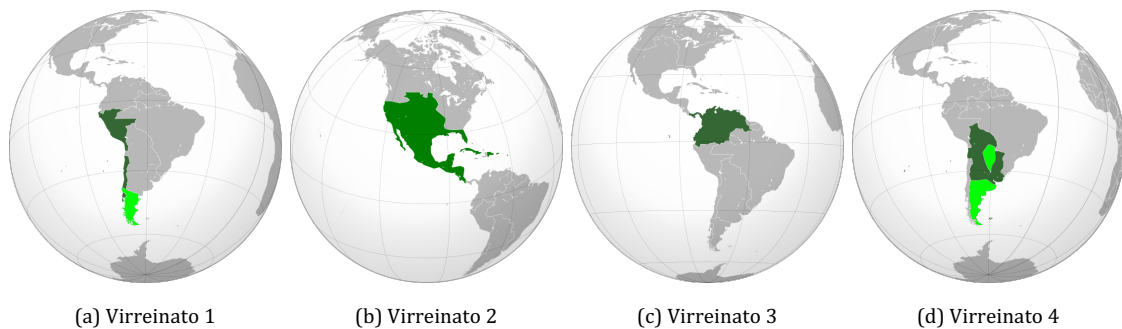 (a) Virreinato 1
(b) Virreinato 2
(c) Virreinato 3
(d) Virreinato 4